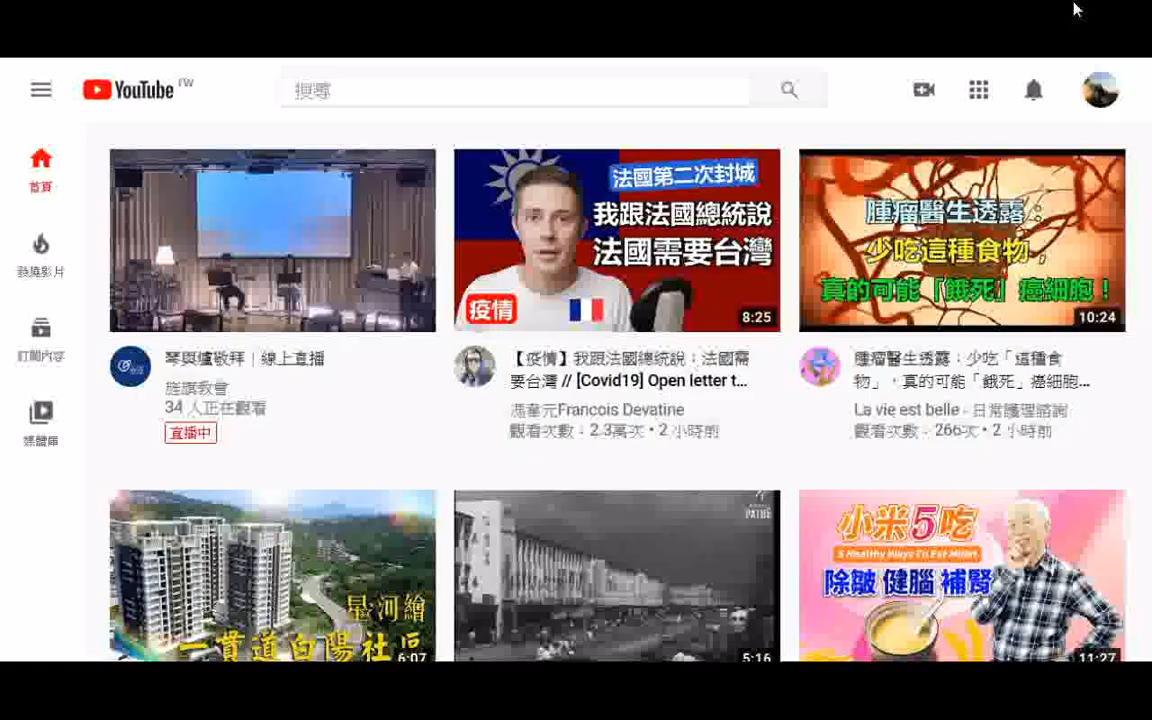 YouTube TW
搜尋
首頁
發燒影片
訂閱內容
媒體庫
琴與爐敬拜｜線上直播
旌旗教會
34 人正在觀看
直播中
法國第二次封城
我跟法國總統說
法國需要台灣
疫情
8:25
【疫情】我跟法國總統說：法國需
要台灣 // [Covid19] Open letter t...
馮韋元Francois Devatine
觀看次數：2.3萬次 • 2 小時前
腫瘤醫生透露：
少吃這種食物，
真的可能「餓死」癌細胞！
10:24
腫瘤醫生透露：少吃「這種食
物」，真的可能「餓死」癌細胞...
La vie est belle - 日常護理諮詢
觀看次數：266次 • 2 小時前
星河繪
一貫道白陽社區
6:07
PATHÉ
5:16
小米5吃
5 Healthy Ways To Eat Millet
除皺 健腦 補腎
11:27